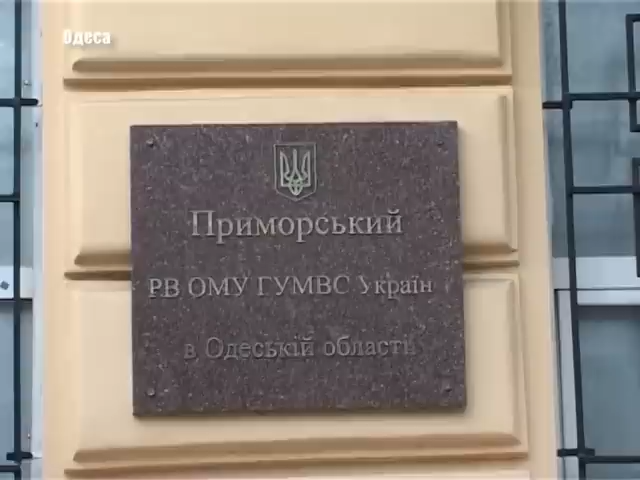 Одеса
Приморський
РВ ОМУ ГУМВС Україн
в Одеській області